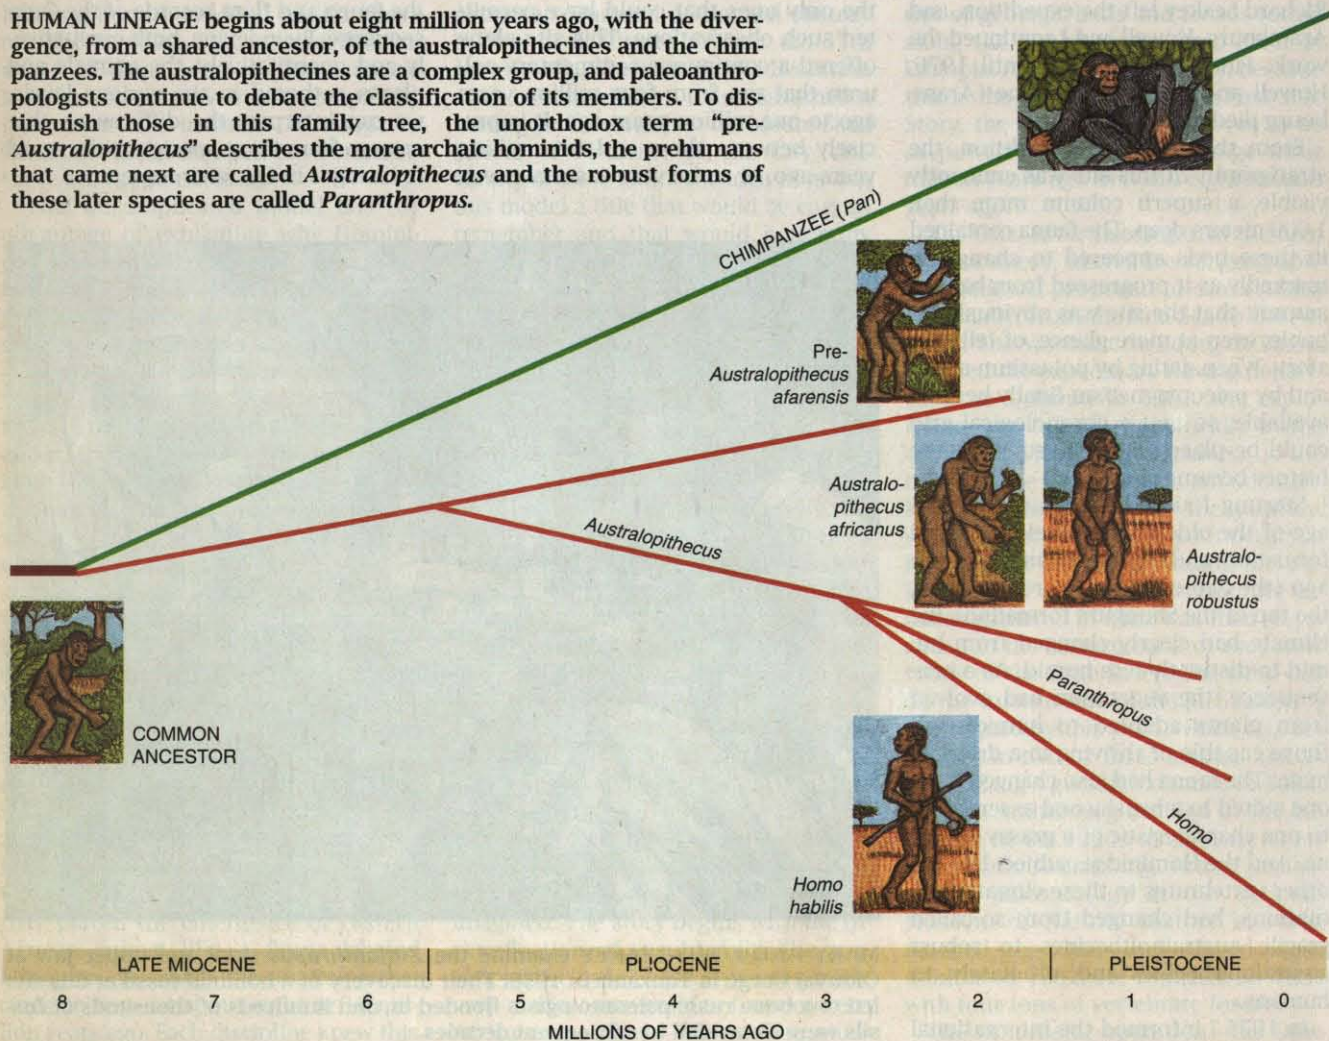 HUMAN LINEAGE begins about eight million years ago, with the diver-
gence, from a shared ancestor, of the australopithecines and the chim-
panzees. The australopithecines are a complex group, and paleoanthro-
pologists continue to debate the classification of its members. To dis-
tinguish those in this family tree, the unorthodox term “pre-
Australopithecus” describes the more archaic hominids, the prehumans
that came next are called Australopithecus and the robust forms of
these later species are called Paranthropus.
CHIMPANZEE (Pan)
Pre-
Australopithecus
afarensis
Australo-
pithecus
africanus
Australo-
pithecus
robustus
Australopithecus
Paranthropus
Homo
COMMON
ANCESTOR
Homo
habilis
LATE MIOCENE
PLIOCENE
PLEISTOCENE
8 7 6 5 4 3 2 1 0
MILLIONS OF YEARS AGO